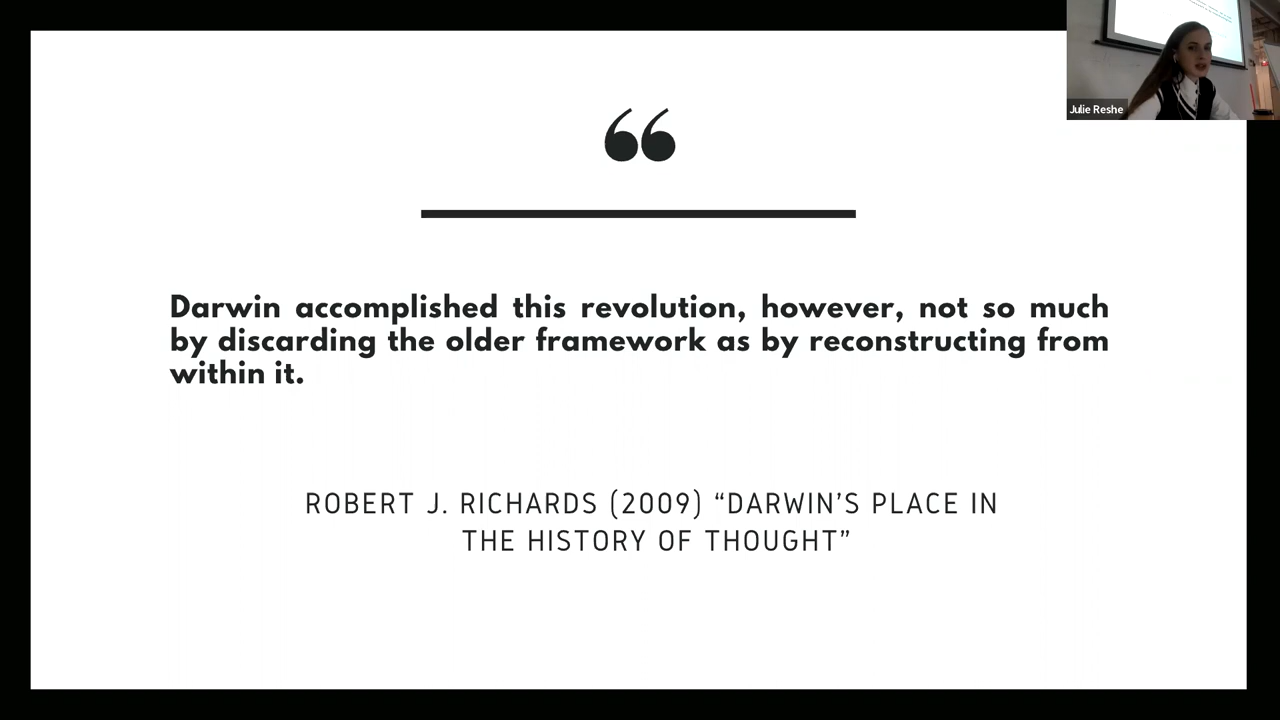 Julie Reshe
“
Darwin accomplished this revolution, however, not so much
by discarding the older framework as by reconstructing from
within it.
ROBERT J. RICHARDS (2009) “DARWIN’S PLACE IN
THE HISTORY OF THOUGHT”